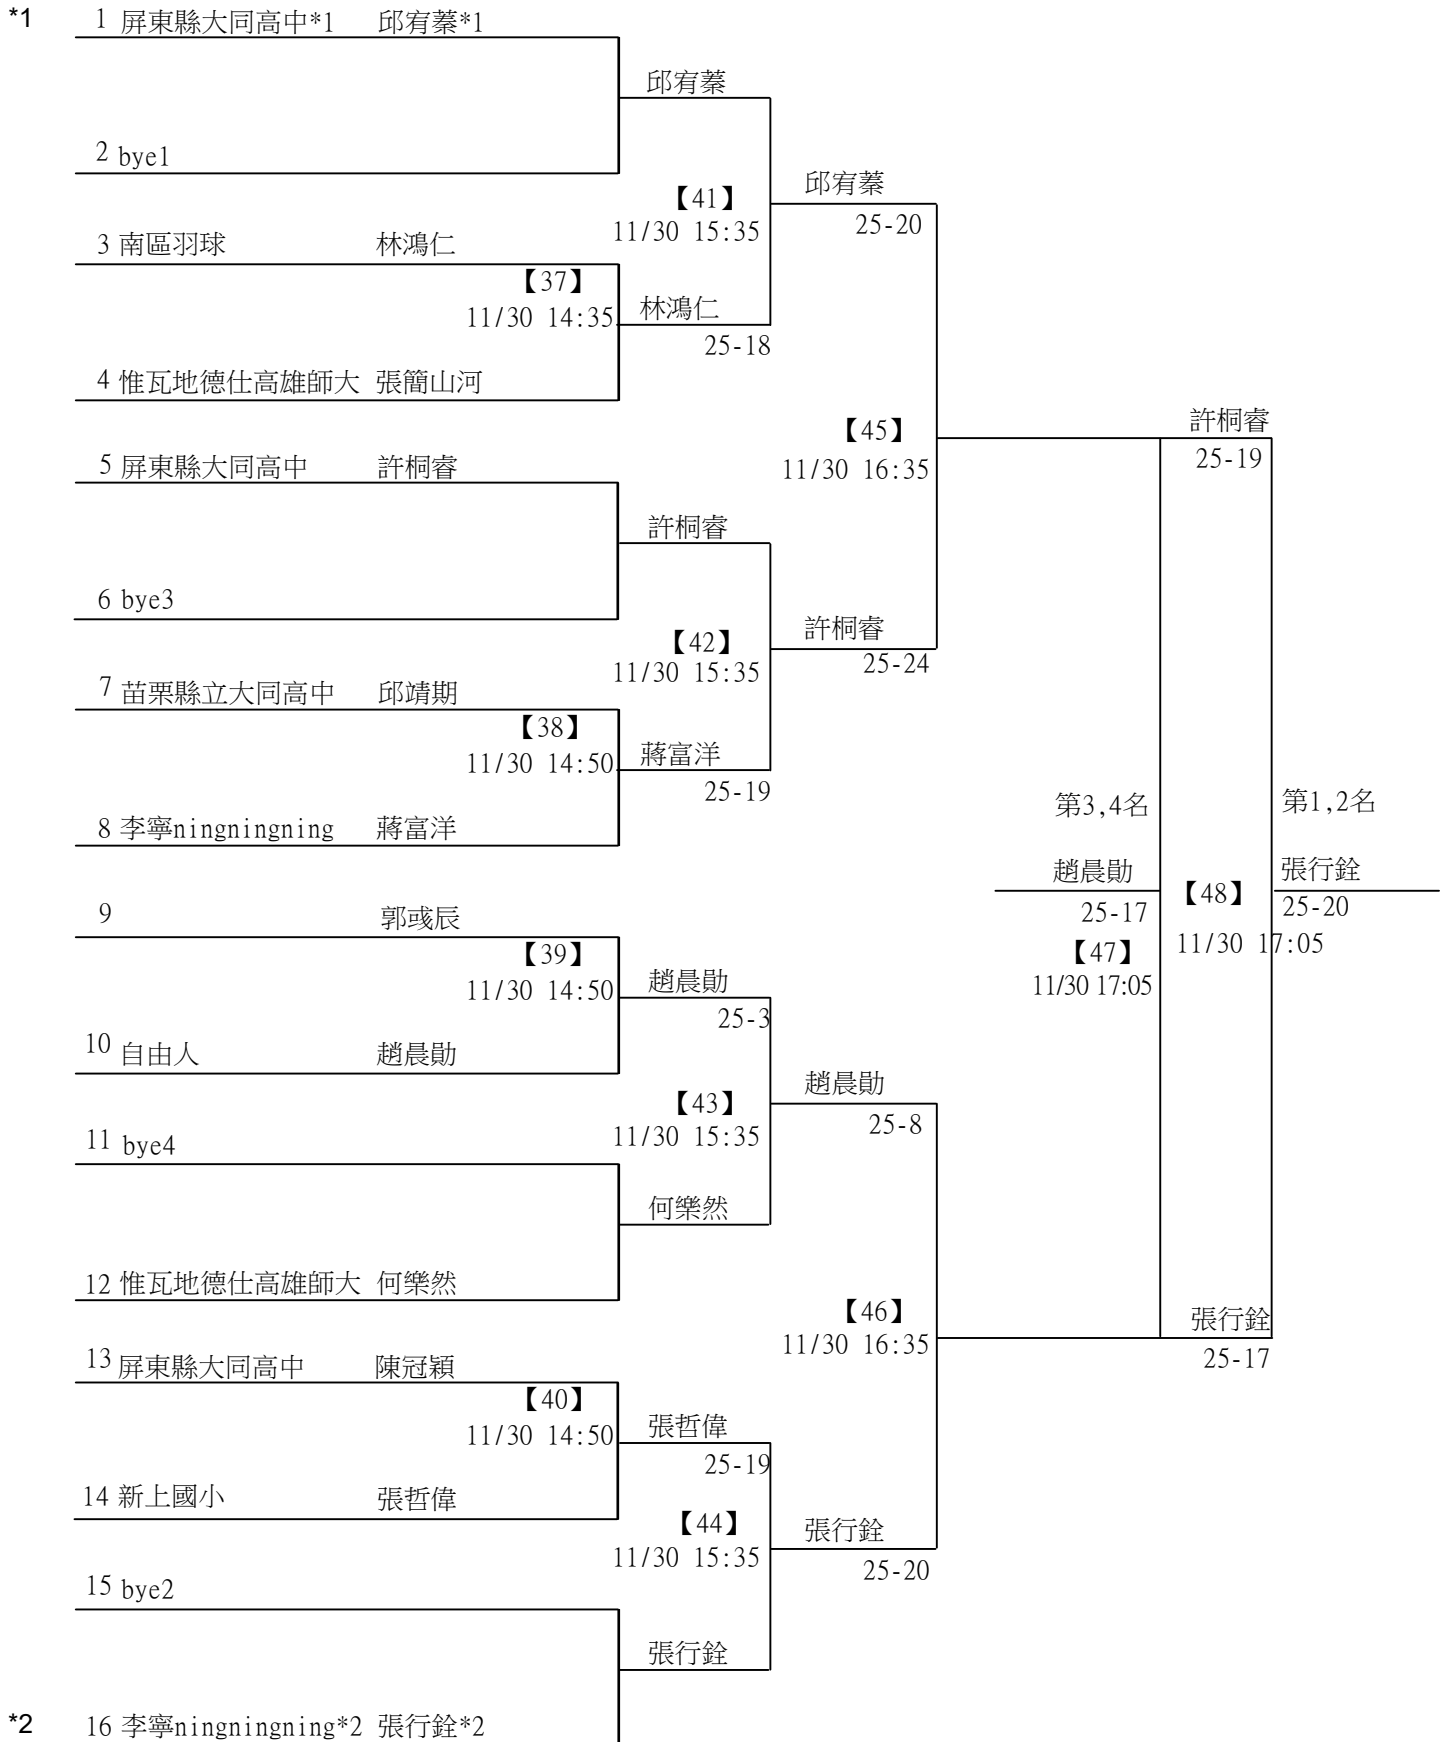 *1 1 屏東縣大同高中*1 邱宥蓁*1
邱宥蓁
2 bye1
邱宥蓁
【41】
25-20
11/30 15:35
3 南區羽球 林鴻仁
【37】
林鴻仁
11/30 14:35
25-18
4 惟瓦地德仕高雄師大 張簡山河
許桐睿
【45】
25-19
5 屏東縣大同高中 許桐睿
11/30 16:35
許桐睿
6 bye3
許桐睿
【42】
25-24
11/30 15:35
7 苗栗縣立大同高中 邱靖期
【38】
蔣富洋
11/30 14:50
25-19
第3,4名
第1,2名
8 李寧ningningning 蔣富洋
趙晨勛
張行銓
【48】
25-17
25-20
9 郭彧辰
【39】
【47】
11/30 17:05
11/30 17:05
趙晨勛
11/30 14:50
25-3
10 自由人 趙晨勛
趙晨勛
【43】
25-8
11/30 15:35
11 bye4
何樂然
12 惟瓦地德仕高雄師大 何樂然
【46】
張行銓
11/30 16:35
25-17
13 屏東縣大同高中 陳冠穎
【40】
張哲偉
11/30 14:50
25-19
14 新上國小 張哲偉
【44】
張行銓
11/30 15:35
25-20
15 bye2
張行銓
*2 16 李寧ningningning*2 張行銓*2